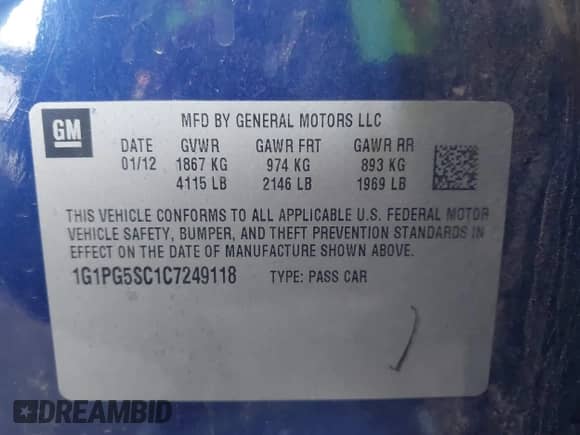 GM
MFD BY GENERAL MOTORS LLC
DATE GVWR GAWR FRT GAWR RR
01/12 1867 KG 974 KG 893 KG
4115 LB 2146 LB 1969 LB
THIS VEHICLE CONFORMS TO ALL APPLICABLE U.S. FEDERAL MOTOR
VEHICLE SAFETY, BUMPER, AND THEFT PREVENTION STANDARDS IN
EFFECT ON THE DATE OF MANUFACTURE SHOWN ABOVE.
1G1PG5SC1C7249118 TYPE: PASS CAR
DREAMBID